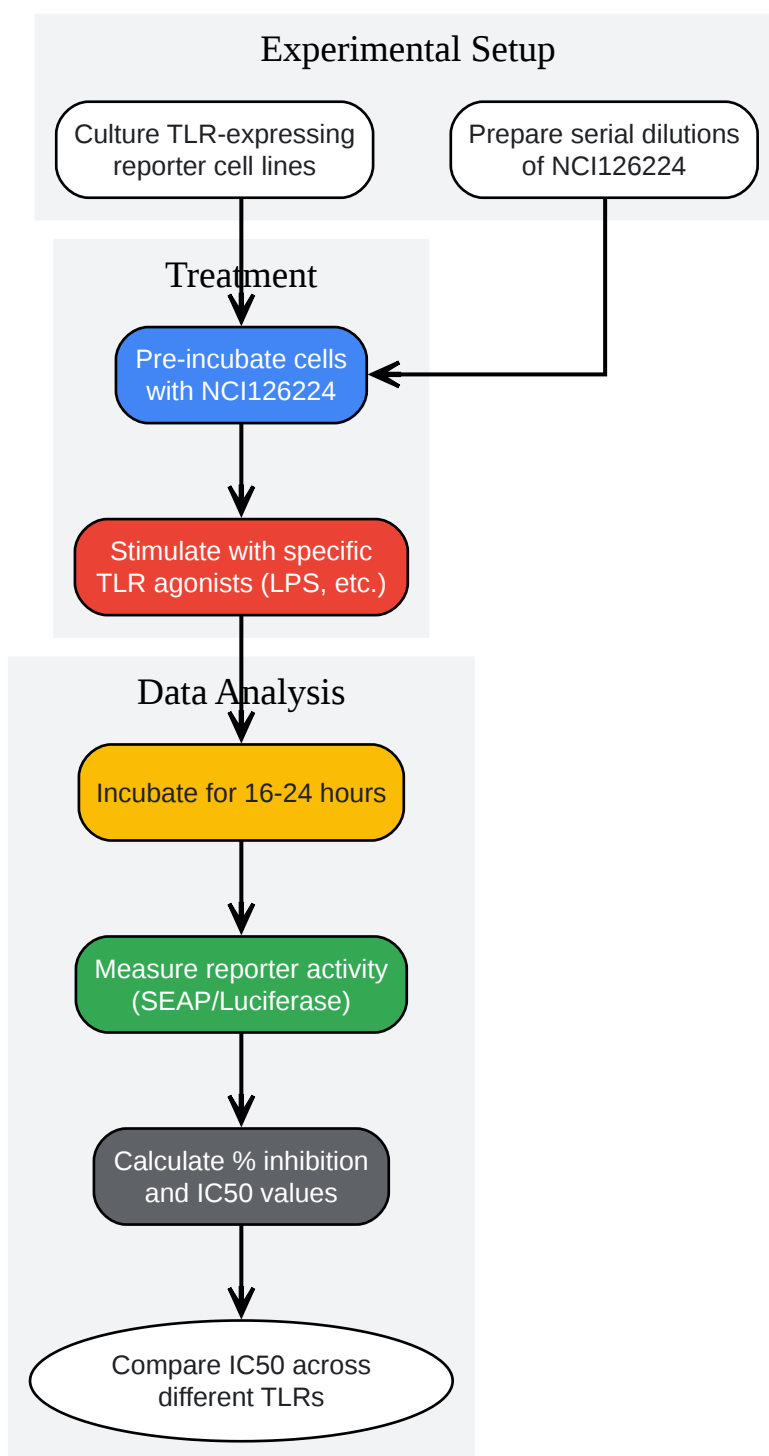 Experimental Setup
Culture TLR-expressing
reporter cell lines
Prepare serial dilutions
of NCI126224
Treatment
Pre-incubate cells
with NCI126224
Stimulate with specific
TLR agonists (LPS, etc.)
Data Analysis
Incubate for 16-24 hours
Measure reporter activity
(SEAP/Luciferase)
Calculate % inhibition
and IC50 values
Compare IC50 across
different TLRs